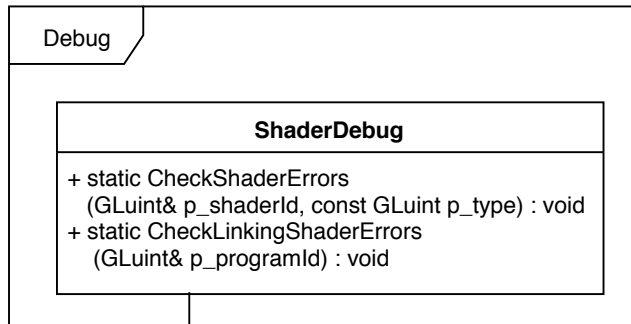 Debug
ShaderDebug
+ static CheckShaderErrors
(GLuint& p_shaderId, const GLuint p_type) : void
+ static CheckLinkingShaderErrors
(GLuint& p_programId) : void